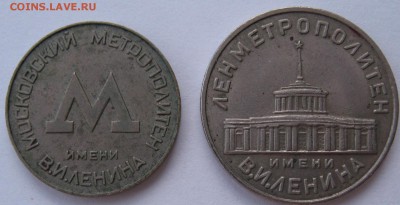 COINS.LAVE.RU
МОСКОВСКИЙ МЕТРОПОЛИТЕН
М
ИМЕНИ
В.И.ЛЕНИНА
ЛЕНМЕТРОПОЛИТЕН
ИМЕНИ
В.И.ЛЕНИНА